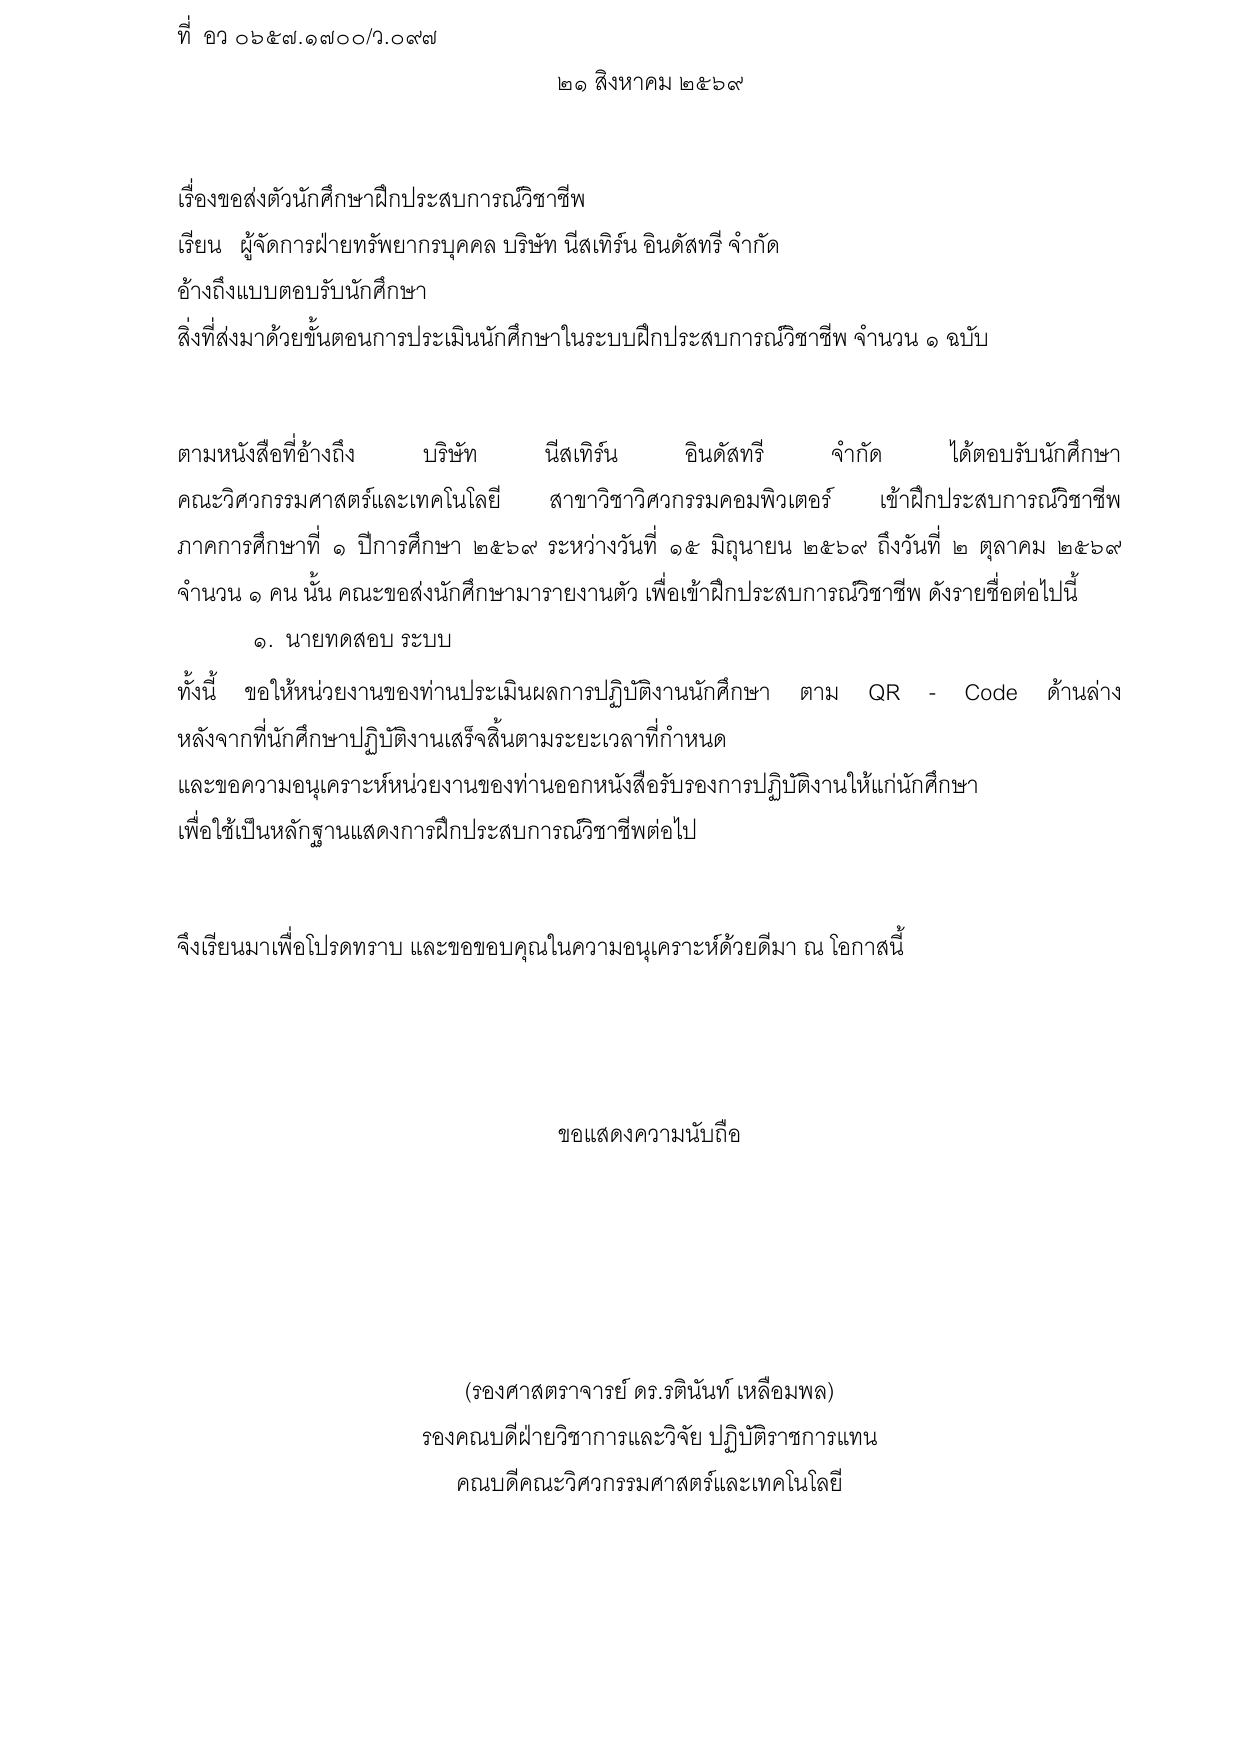 ที่ อว ๐๖๕๗.๑๗๐๐/ว.๐๙๗
๒๑ สิงหาคม ๒๕๖๙
เรื่องขอส่งตัวนักศึกษาฝึกประสบการณ์วิชาชีพ
เรียน ผู้จัดการฝ่ายทรัพยากรบุคคล บริษัท นีสเทิร์น อินดัสทรี จำกัด
อ้างถึงแบบตอบรับนักศึกษา
สิ่งที่ส่งมาด้วยขั้นตอนการประเมินนักศึกษาในระบบฝึกประสบการณ์วิชาชีพ จำนวน ๑ ฉบับ
ตามหนังสือที่อ้างถึง บริษัท นีสเทิร์น อินดัสทรี จำกัด ได้ตอบรับนักศึกษา
คณะวิศวกรรมศาสตร์และเทคโนโลยี สาขาวิชาวิศวกรรมคอมพิวเตอร์ เข้าฝึกประสบการณ์วิชาชีพ
ภาคการศึกษาที่ ๑ ปีการศึกษา ๒๕๖๙ ระหว่างวันที่ ๑๕ มิถุนายน ๒๕๖๙ ถึงวันที่ ๒ ตุลาคม ๒๕๖๙
จำนวน ๑ คน นั้น คณะขอส่งนักศึกษามารายงานตัว เพื่อเข้าฝึกประสบการณ์วิชาชีพ ดังรายชื่อต่อไปนี้
๑. นายทดสอบ ระบบ
ทั้งนี้ ขอให้หน่วยงานของท่านประเมินผลการปฏิบัติงานนักศึกษา ตาม QR - Code ด้านล่าง
หลังจากที่นักศึกษาปฏิบัติงานเสร็จสิ้นตามระยะเวลาที่กำหนด
และขอความอนุเคราะห์หน่วยงานของท่านออกหนังสือรับรองการปฏิบัติงานให้แก่นักศึกษา
เพื่อใช้เป็นหลักฐานแสดงการฝึกประสบการณ์วิชาชีพต่อไป
จึงเรียนมาเพื่อโปรดทราบ และขอขอบคุณในความอนุเคราะห์ด้วยดีมา ณ โอกาสนี้
ขอแสดงความนับถือ
(รองศาสตราจารย์ ดร.รตินันท์ เหลือมพล)
รองคณบดีฝ่ายวิชาการและวิจัย ปฏิบัติราชการแทน
คณบดีคณะวิศวกรรมศาสตร์และเทคโนโลยี